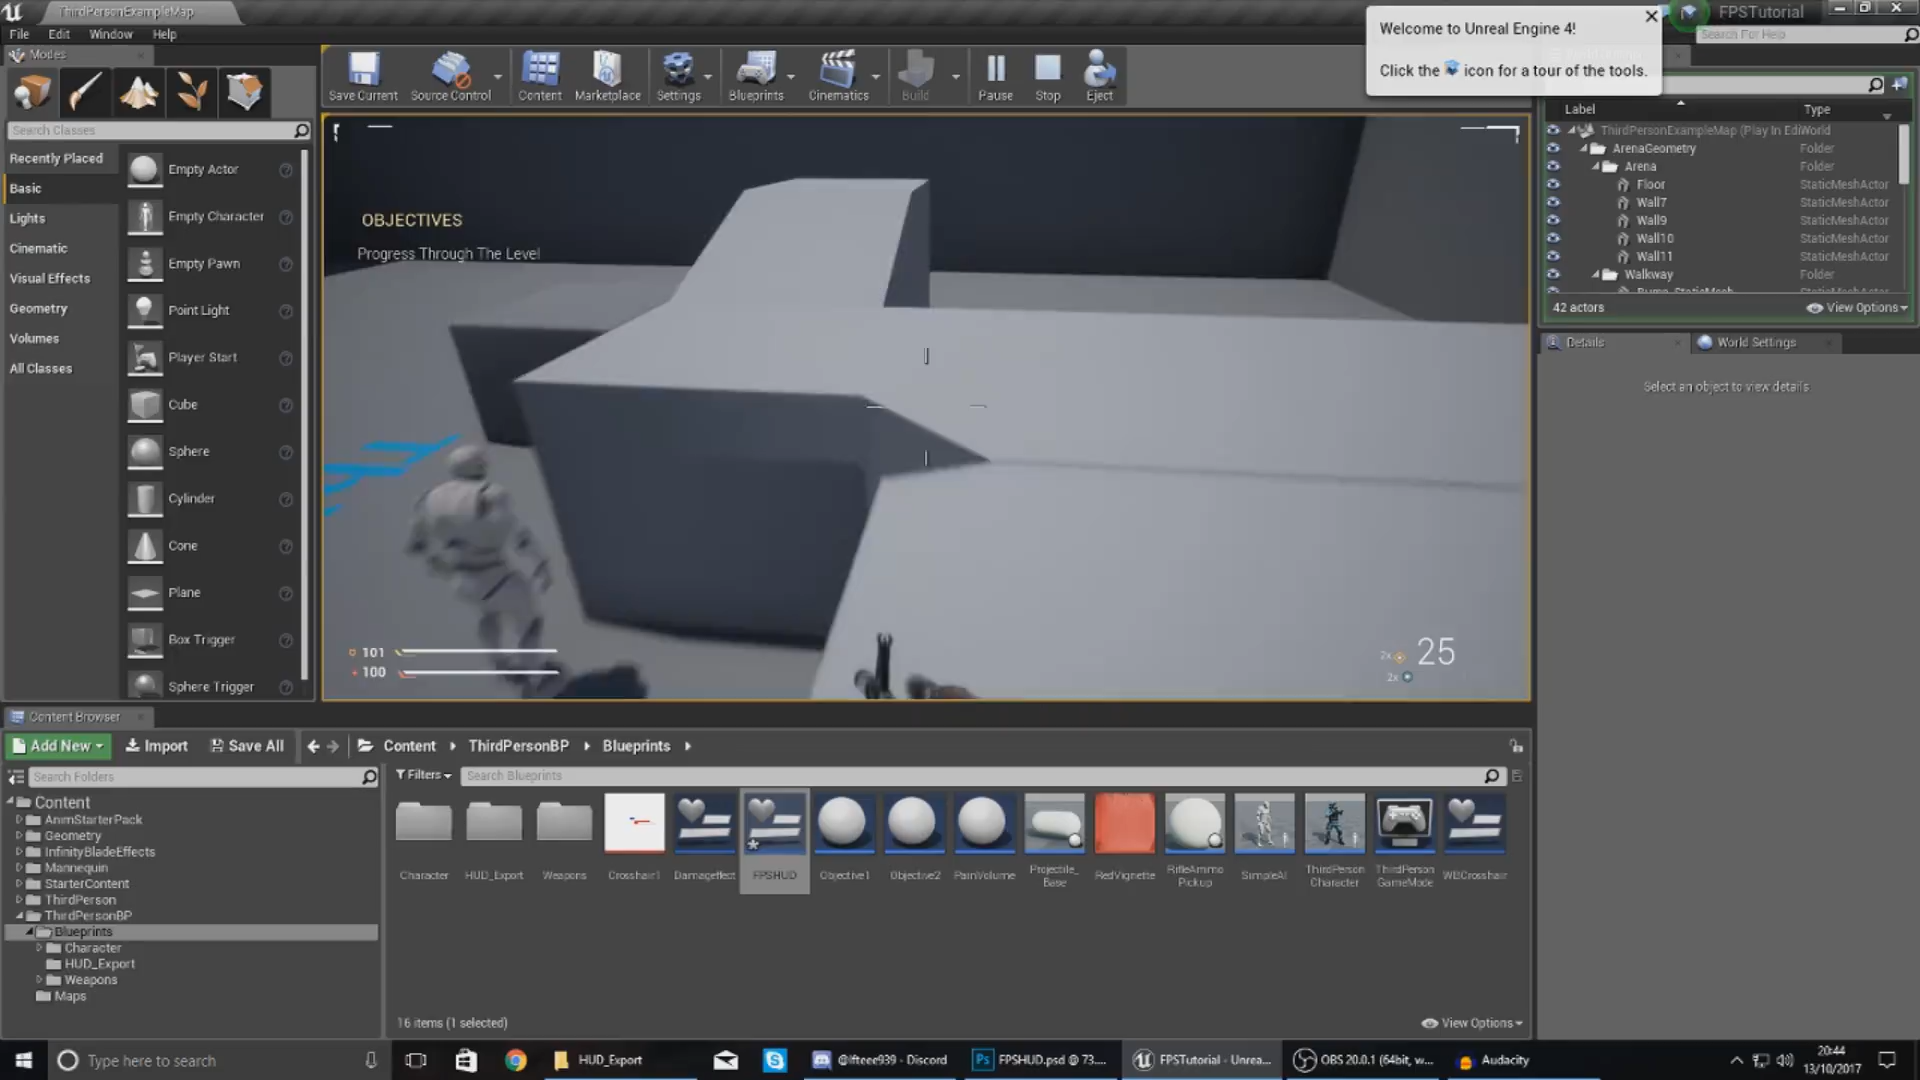 ThirdPersonExampleMap
FPSTutorial
File Edit Window Help
Search For Help
Welcome to Unreal Engine 4!
Click the icon for a tour of the tools.
Modes
Save Current
Source Control
Content
Marketplace
Settings
Blueprints
Cinematics
Build
Pause
Stop
Eject
Search Classes
Recently Placed
Basic
Lights
Cinematic
Visual Effects
Geometry
Volumes
All Classes
Empty Actor
Empty Character
Empty Pawn
Point Light
Player Start
Cube
Sphere
Cylinder
Cone
Plane
Box Trigger
Sphere Trigger
OBJECTIVES
Progress Through The Level
101
100
2x 25
2x
Label Type
ThirdPersonExampleMap (Play In Edi World
ArenaGeometry Folder
Arena Folder
Floor StaticMeshActor
Wall7 StaticMeshActor
Wall9 StaticMeshActor
Wall10 StaticMeshActor
Wall11 StaticMeshActor
Walkway Folder
42 actors View Options
Details World Settings
Select an object to view details
Content Browser
Add New Import Save All Content ThirdPersonBP Blueprints
Search Folders
Filters Search Blueprints
Content
AnimStarterPack
Geometry
InfinityBladeEffects
Mannequin
StarterContent
ThirdPerson
ThirdPersonBP
Blueprints
Character
HUD_Export
Weapons
Maps
Character
HUD_Export
Weapons
Crosshair1
Damageeffect
FPSHUD
Objective1
Objective2
PainVolume
Projectile_
Base
RedVignette
RifleAmmo
Pickup
SimpleAI
ThirdPerson
Character
ThirdPerson
GameMode
WBCrosshair
16 items (1 selected) View Options
Type here to search
HUD_Export
@lfteee939 - Discord
FPSHUD.psd @ 73....
FPSTutorial - Unrea...
OBS 20.0.1 (64bit, w...
Audacity
20:44
13/10/2017